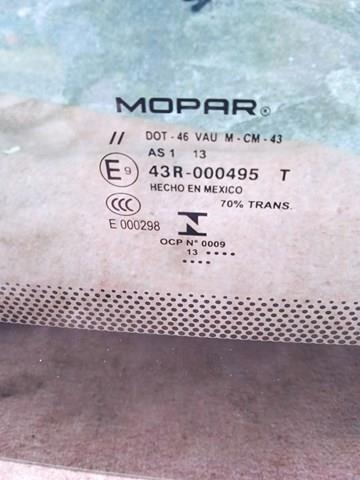 MOPAR®
// DOT - 46 VAU M - CM - 43
AS 1 13
E9 43R-000495 T
HECHO EN MEXICO
CCC 70% TRANS.
E 000298 N
OCP N° 0009
13 ••••
••••